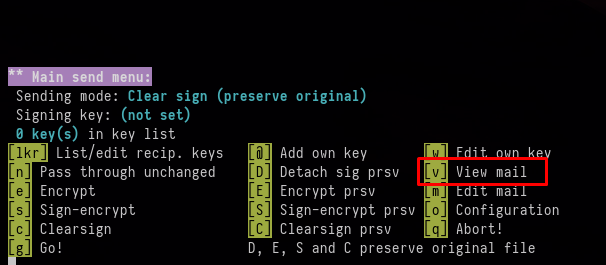 ** Main send menu:
Sending mode: Clear sign (preserve original)
Signing key: (not set)
0 key(s) in key list
[lkr] List/edit recip. keys [@] Add own key [w] Edit own key
[n] Pass through unchanged [D] Detach sig prsv [v] View mail
[e] Encrypt [E] Encrypt prsv [m] Edit mail
[s] Sign-encrypt [S] Sign-encrypt prsv [o] Configuration
[c] Clearsign [C] Clearsign prsv [q] Abort!
[g] Go! D, E, S and C preserve original file